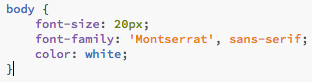 body {
    font-size: 20px;
    font-family: 'Montserrat', sans-serif;
    color: white;
}